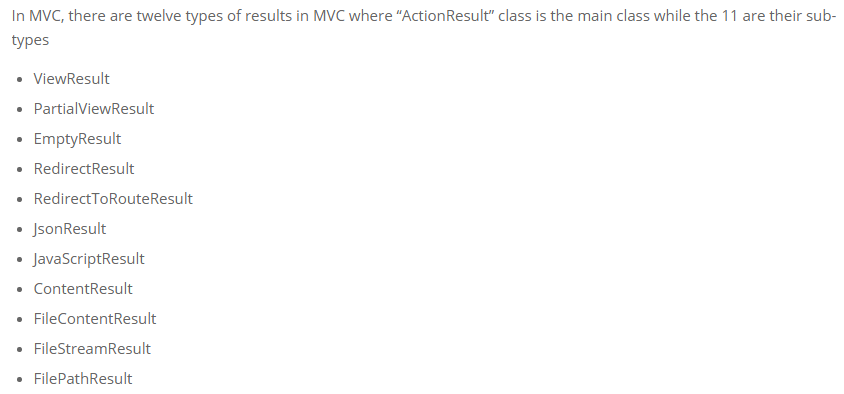 In MVC, there are twelve types of results in MVC where “ActionResult” class is the main class while the 11 are their sub-
types
• ViewResult
• PartialViewResult
• EmptyResult
• RedirectResult
• RedirectToRouteResult
• JsonResult
• JavaScriptResult
• ContentResult
• FileContentResult
• FileStreamResult
• FilePathResult